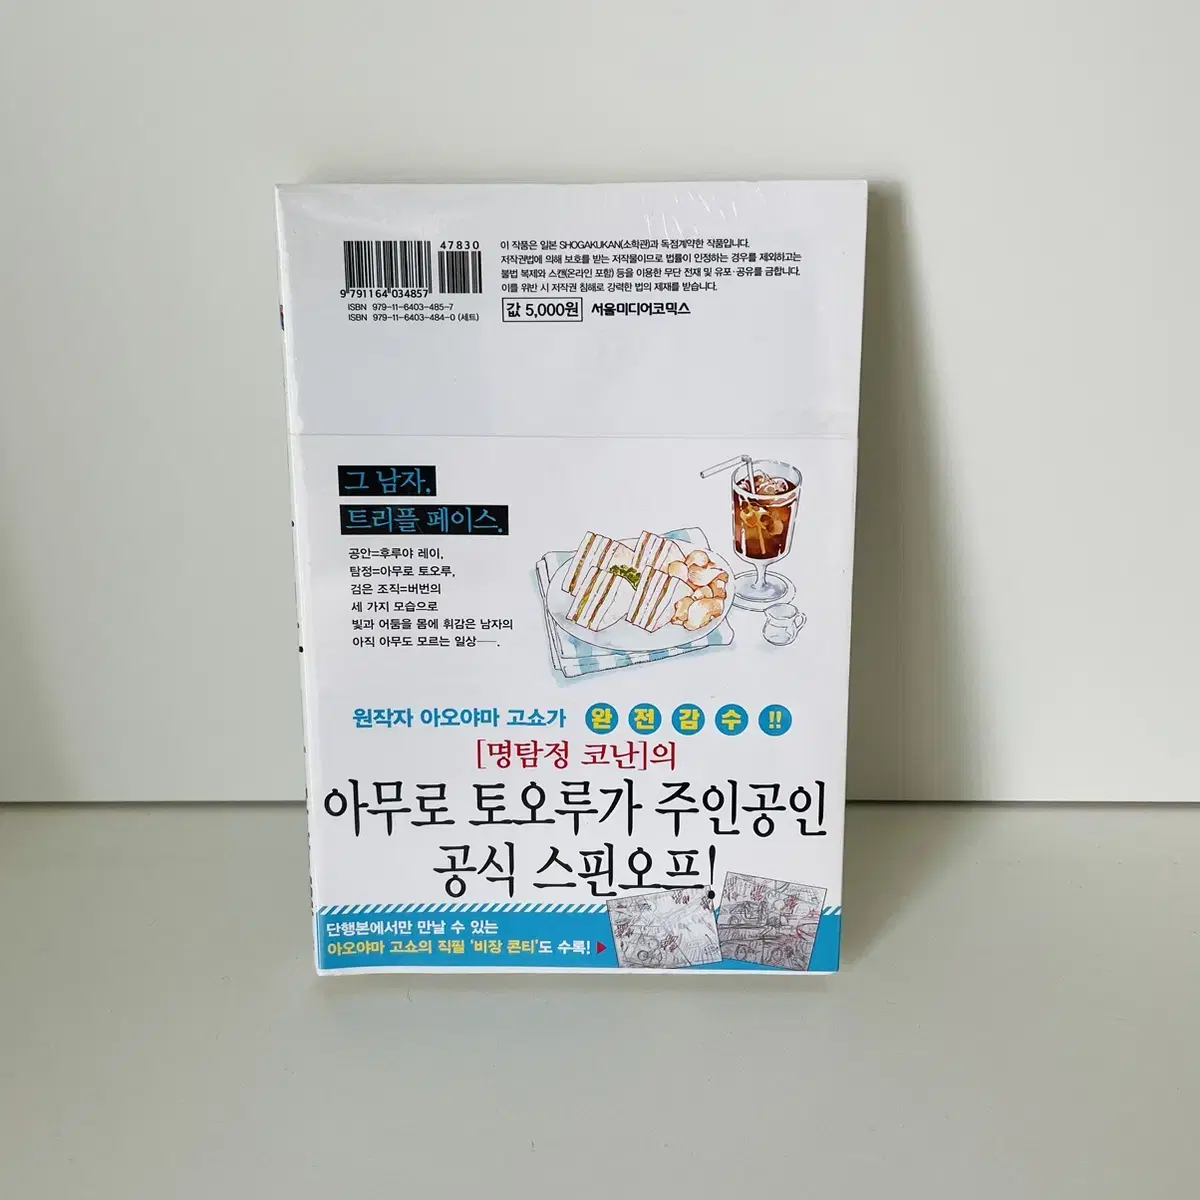 47830
9 791164 034857
ISBN 979-11-6403-485-7
ISBN 979-11-6403-484-0 (세트)
이 작품은 일본 SHOGAKUKAN(소학관)과 독점계약한 작품입니다.
저작권법에 의해 보호를 받는 저작물이므로 법률이 인정하는 경우를 제외하고는
불법 복제와 스캔(온라인 포함) 등을 이용한 무단 전재 및 유포·공유를 금합니다.
이를 위반 시 저작권 침해로 강력한 법의 제재를 받습니다.
값 5,000원 서울미디어코믹스
그 남자,
트리플 페이스.
공안=후루야 레이,
탐정=아무로 토오루,
검은 조직=버번의
세 가지 모습으로
빛과 어둠을 몸에 휘감은 남자의
아직 아무도 모르는 일상──.
원작자 아오야마 고쇼가 완전감수!!
[명탐정 코난]의
아무로 토오루가 주인공인
공식 스핀오프!
단행본에서만 만날 수 있는
아오야마 고쇼의 직필 '비장 콘티'도 수록!